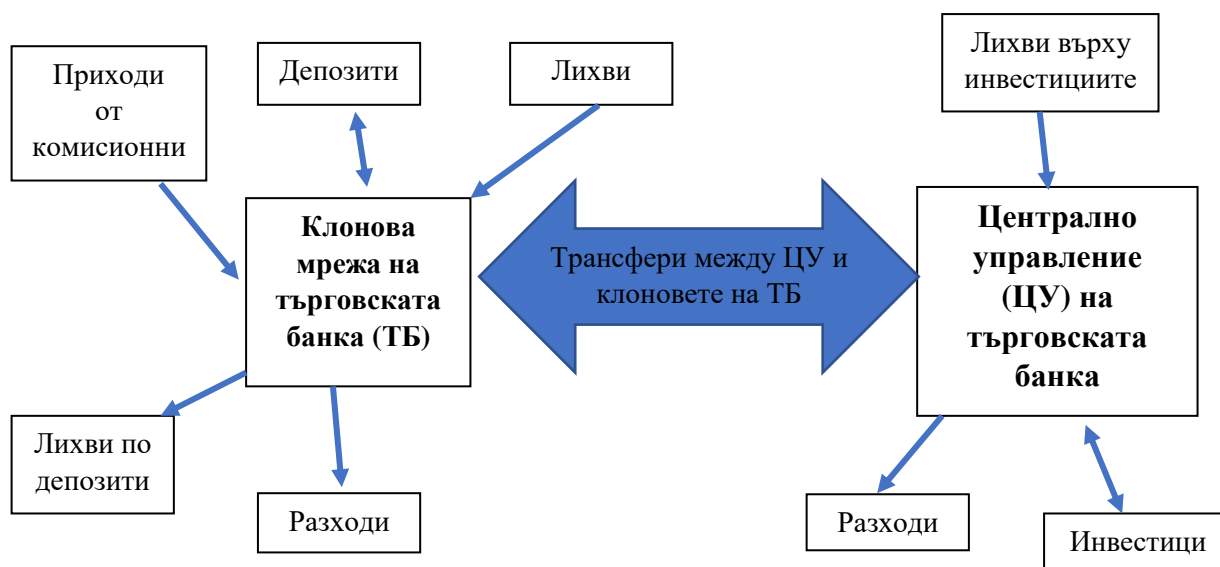 Приходи
от
комисионни
Депозити
Лихви
Лихви върху
инвестициите
Клонова
мрежа на
търговската
банка (ТБ)
Трансфери между ЦУ и
клоновете на ТБ
Централно
управление
(ЦУ) на
търговската
банка
Лихви по
депозити
Разходи
Разходи
Инвестици